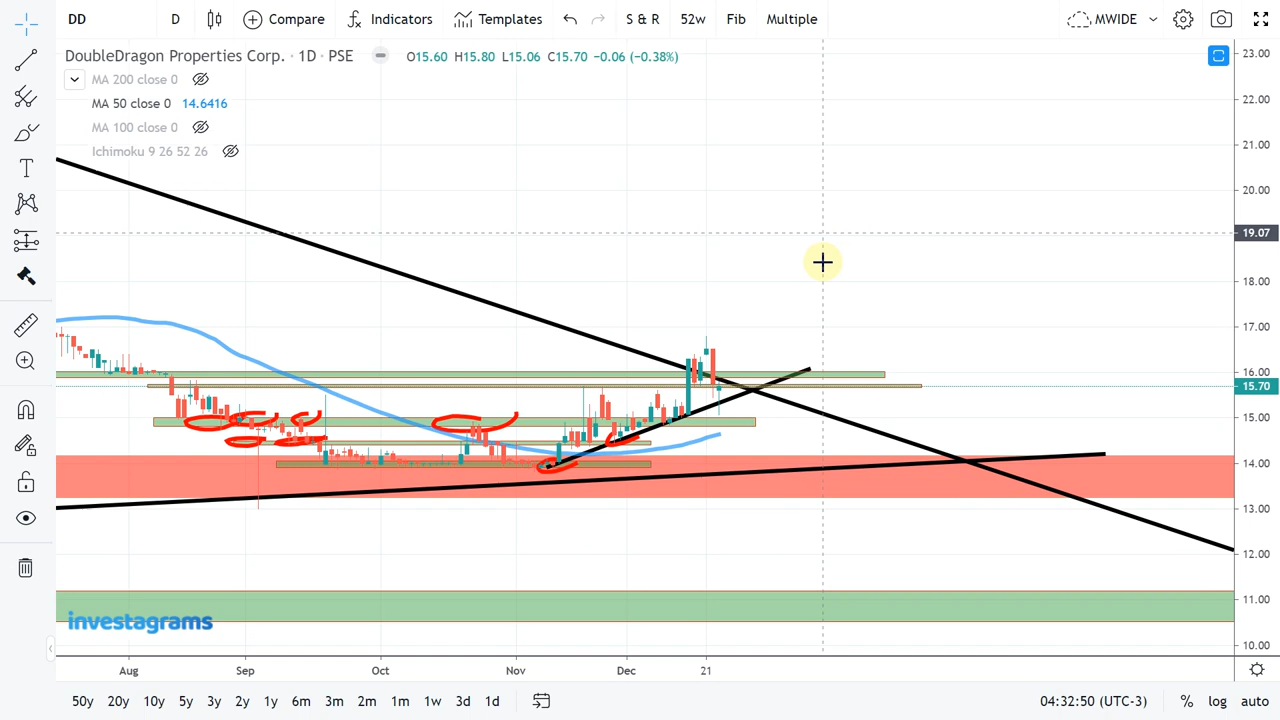 DD D Compare Indicators Templates S & R 52w Fib Multiple MWIDE
DoubleDragon Properties Corp. · 1D · PSE O15.60 H15.80 L15.06 C15.70 −0.06 (−0.38%)
MA 200 close 0
MA 50 close 0 14.6416
MA 100 close 0
Ichimoku 9 26 52 26
23.00
22.00
21.00
20.00
19.07
18.00
17.00
16.00
15.70
15.00
14.00
13.00
12.00
11.00
10.00
investagrams
Aug Sep Oct Nov Dec 21
50y 20y 10y 5y 3y 2y 1y 6m 3m 2m 1m 1w 3d 1d 04:32:50 (UTC-3) % log auto